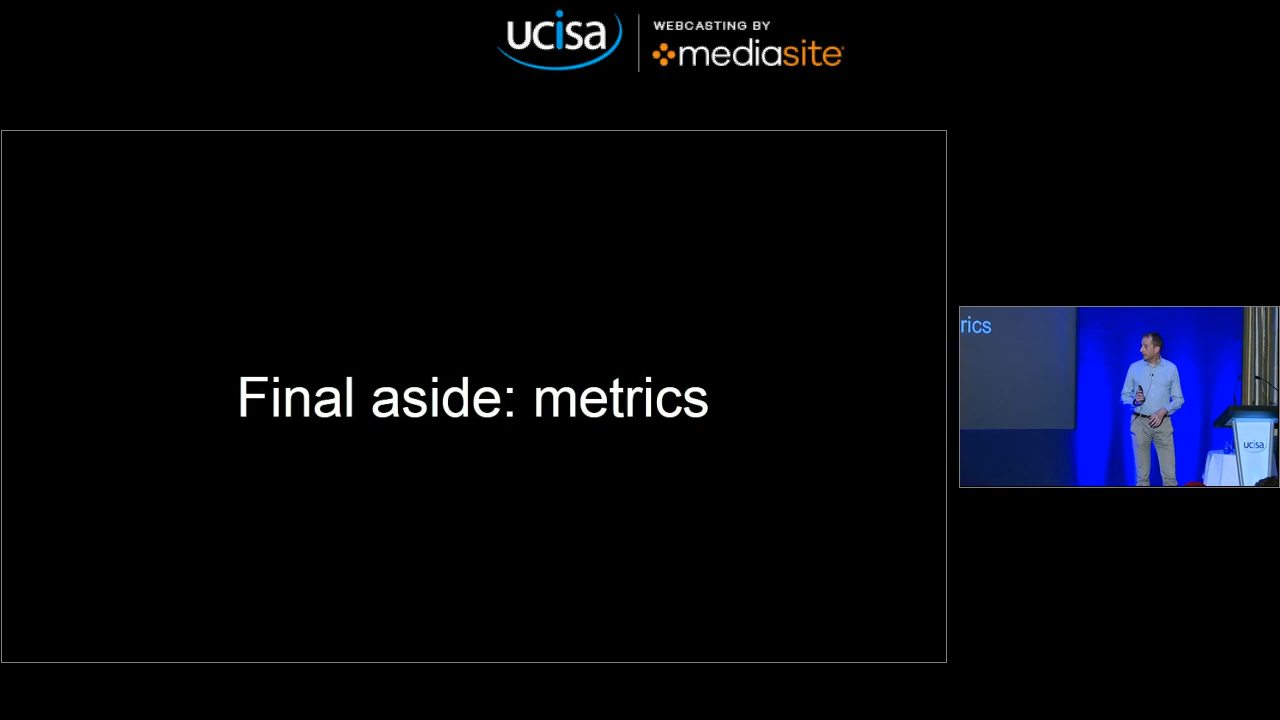 ucisa
WEBCASTING BY
mediasite
Final aside: metrics
rics
ucisa